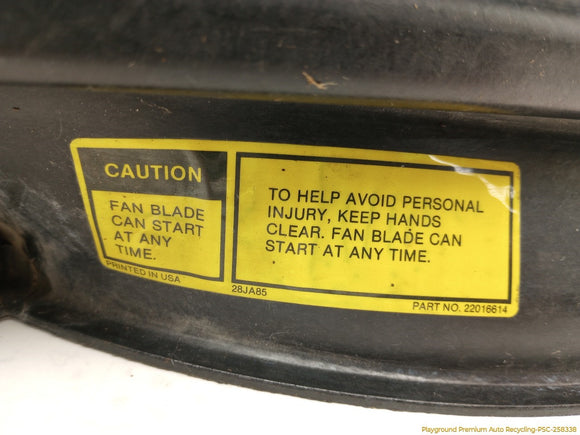 CAUTION
FAN BLADE
CAN START
AT ANY
TIME.
PRINTED IN USA
TO HELP AVOID PERSONAL
INJURY, KEEP HANDS
CLEAR. FAN BLADE CAN
START AT ANY TIME.
28JA85
PART NO. 22016614
Playground Premium Auto Recycling-PSC-258338